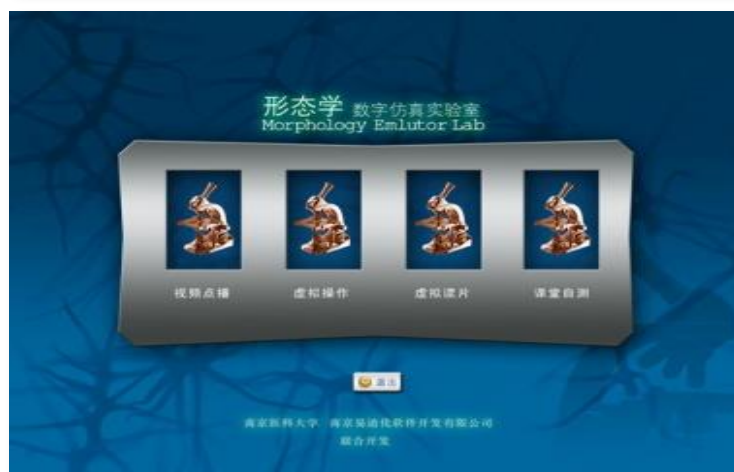 形态学 数字仿真实验室
Morphology Emlutor Lab
视频点播 虚拟操作 虚拟读片 课堂自测
退出
南京医科大学 南京易迪优软件开发有限公司
联合开发